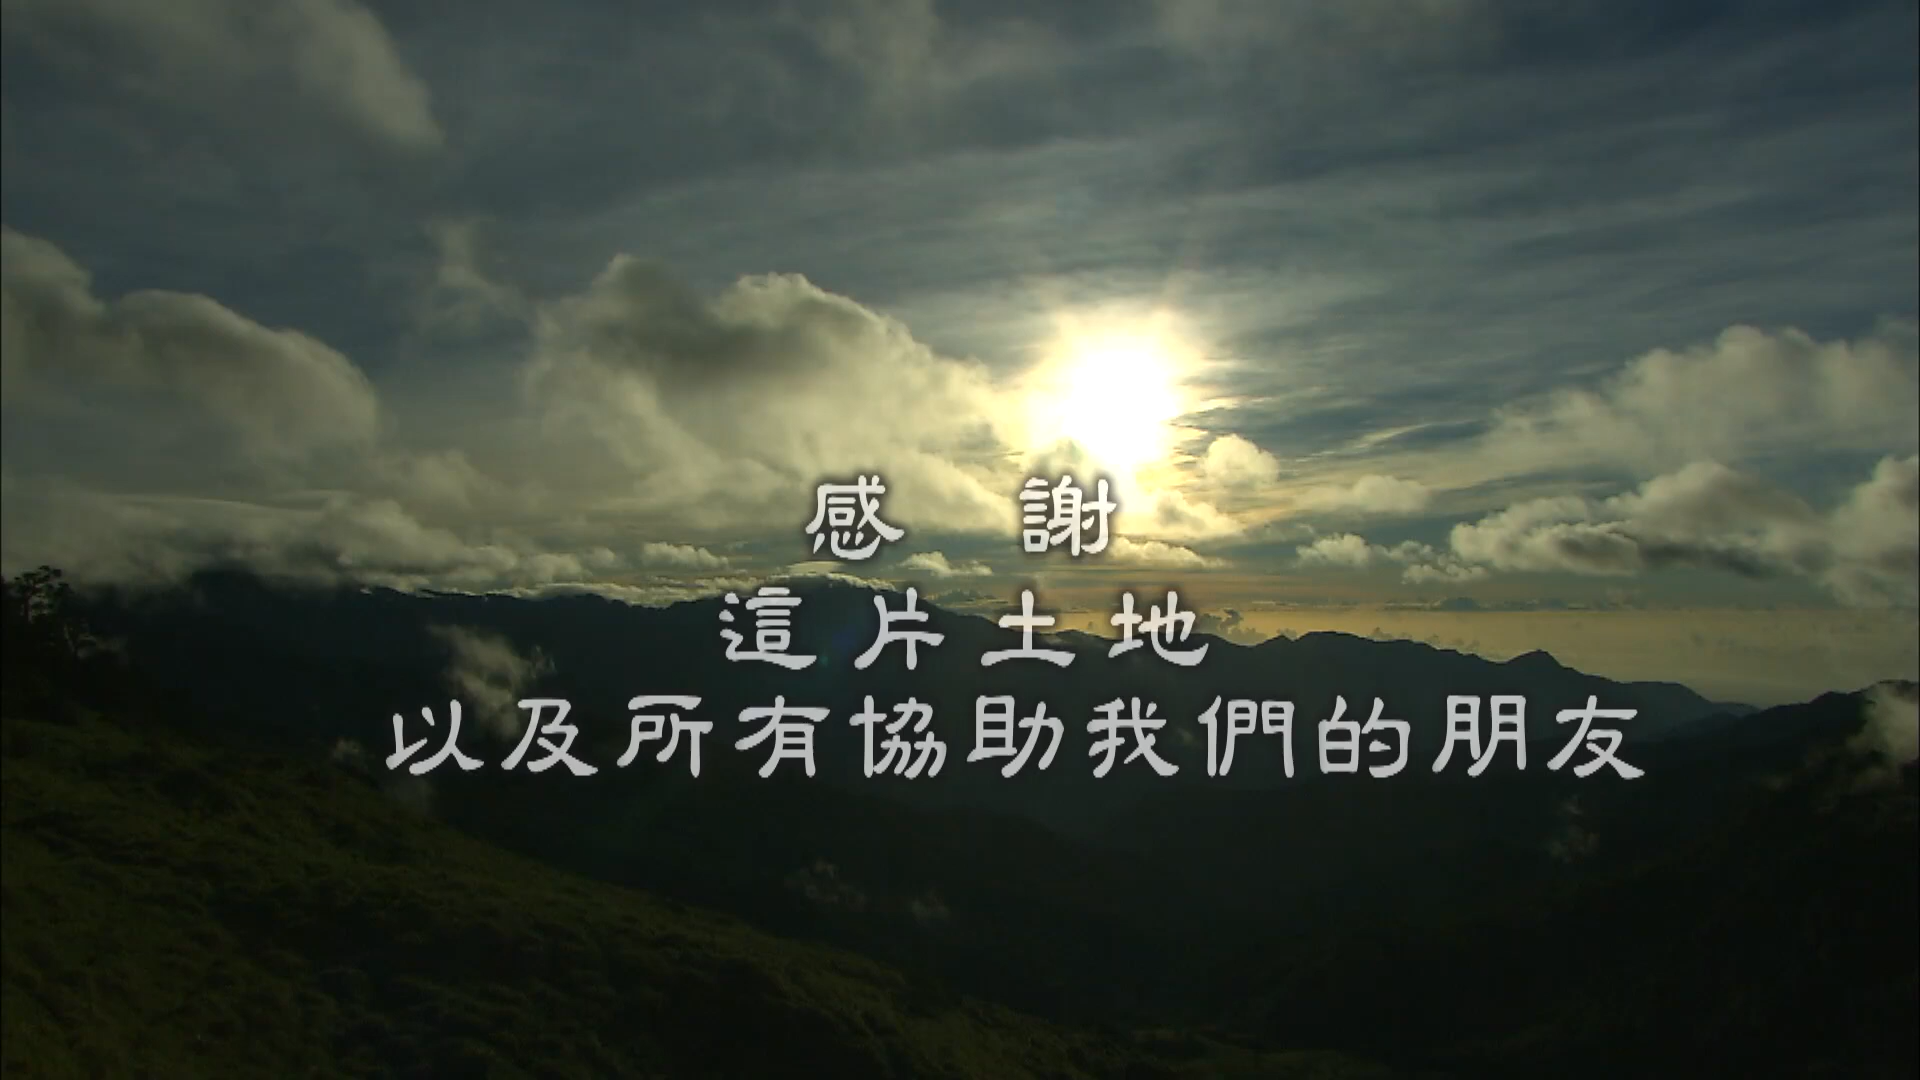 感 謝
這片土地
以及所有協助我們的朋友